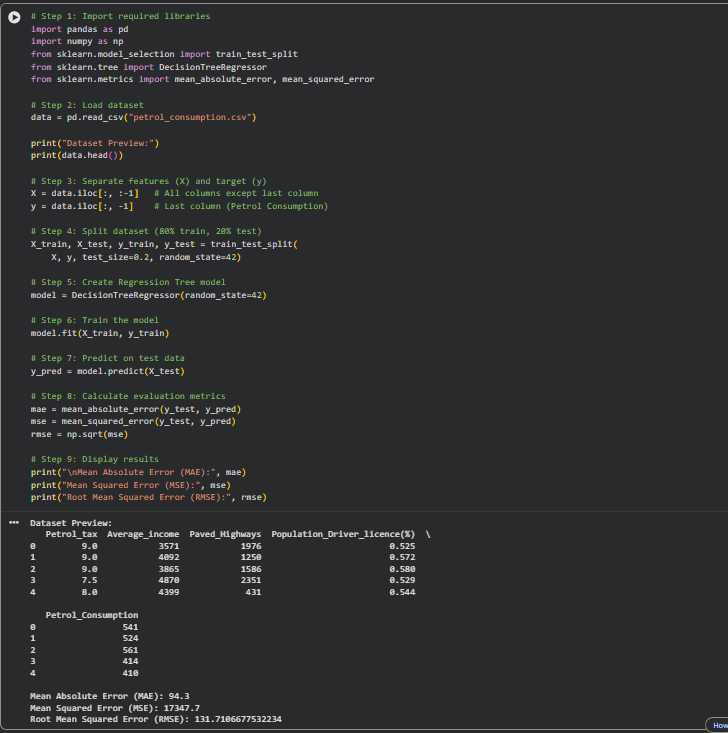 # Step 1: Import required libraries
import pandas as pd
import numpy as np
from sklearn.model_selection import train_test_split
from sklearn.tree import DecisionTreeRegressor
from sklearn.metrics import mean_absolute_error, mean_squared_error

# Step 2: Load dataset
data = pd.read_csv("petrol_consumption.csv")

print("Dataset Preview:")
print(data.head())

# Step 3: Separate features (X) and target (y)
X = data.iloc[:, :-1]   # All columns except last column
y = data.iloc[:, -1]    # Last column (Petrol Consumption)

# Step 4: Split dataset (80% train, 20% test)
X_train, X_test, y_train, y_test = train_test_split(
    X, y, test_size=0.2, random_state=42)

# Step 5: Create Regression Tree model
model = DecisionTreeRegressor(random_state=42)

# Step 6: Train the model
model.fit(X_train, y_train)

# Step 7: Predict on test data
y_pred = model.predict(X_test)

# Step 8: Calculate evaluation metrics
mae = mean_absolute_error(y_test, y_pred)
mse = mean_squared_error(y_test, y_pred)
rmse = np.sqrt(mse)

# Step 9: Display results
print("\nMean Absolute Error (MAE):", mae)
print("Mean Squared Error (MSE):", mse)
print("Root Mean Squared Error (RMSE):", rmse)

Dataset Preview:
   Petrol_tax  Average_income  Paved_Highways  Population_Driver_licence(%)  \
0         9.0            3571            1976                         0.525
1         9.0            4092            1250                         0.572
2         9.0            3865            1586                         0.580
3         7.5            4870            2351                         0.529
4         8.0            4399             431                         0.544

   Petrol_Consumption
0                 541
1                 524
2                 561
3                 414
4                 410

Mean Absolute Error (MAE): 94.3
Mean Squared Error (MSE): 17347.7
Root Mean Squared Error (RMSE): 131.7106677532234
How